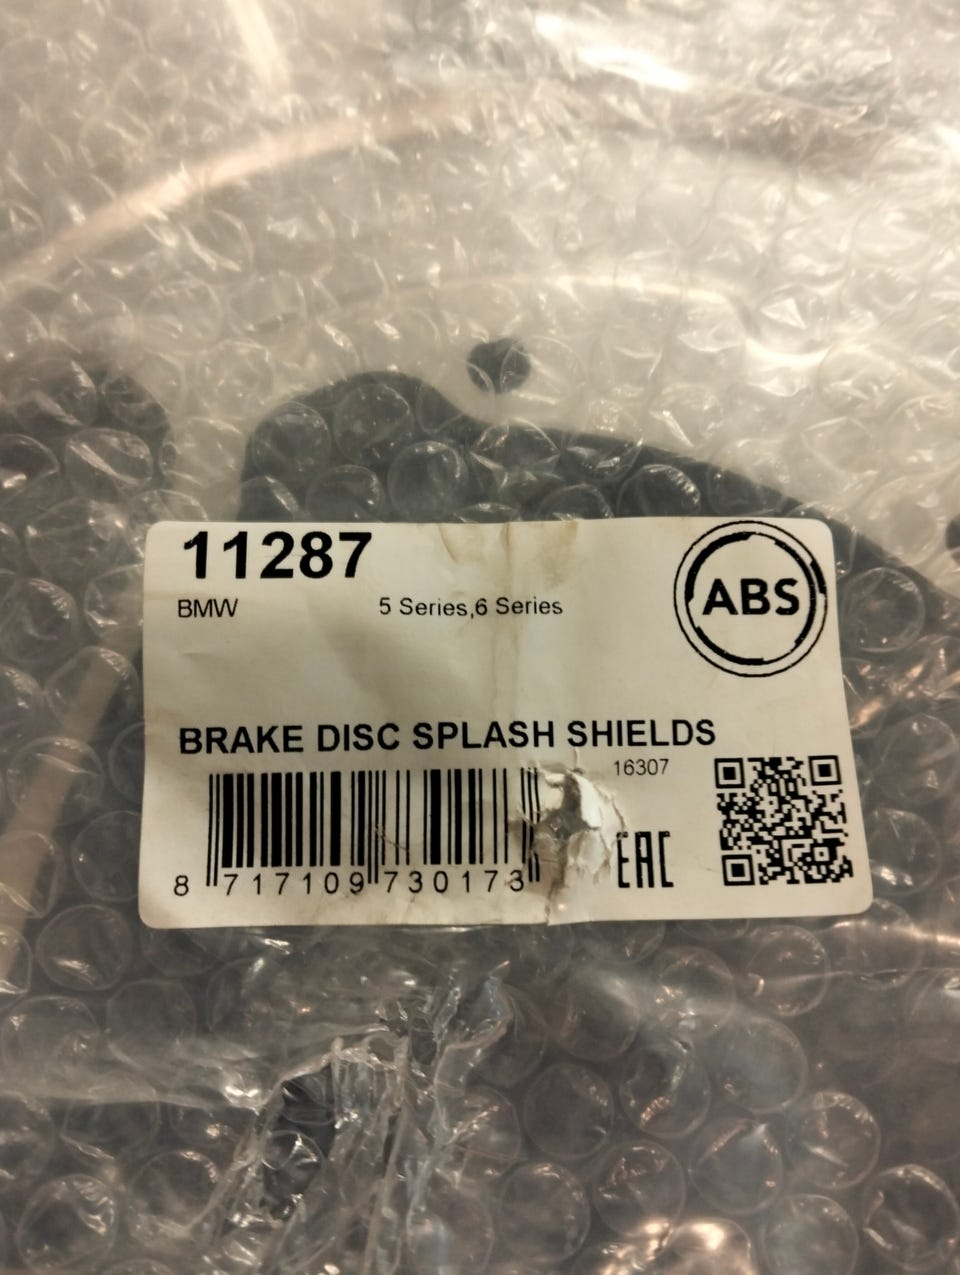 11287
BMW 5 Series,6 Series
ABS
BRAKE DISC SPLASH SHIELDS
16307
8 717109 730173
EAC